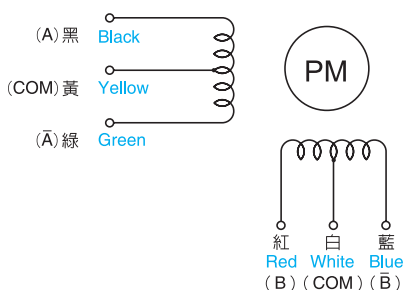 (A)黑 Black
(COM)黃 Yellow
(A̅)綠 Green
PM
紅 白 藍
Red White Blue
(B) (COM) (B̅)